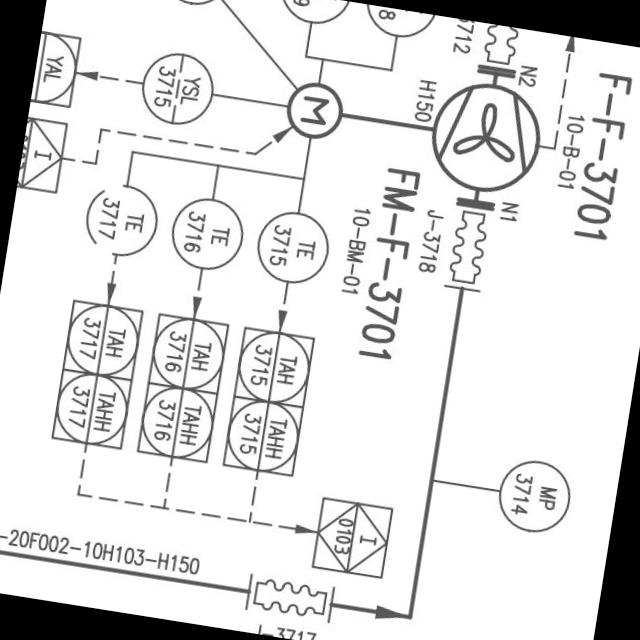 F-F-3701
10-B-01
N2
H150
N1
J-3718
FM-F-3701
10-BM-01
M
YAL
YSL
3715
I
TE
3717
TE
3716
TE
3715
TAH
3717
TAHH
3717
TAH
3716
TAHH
3716
TAH
3715
TAHH
3715
I
0103
MP
3714
-20F002-10H103-H150